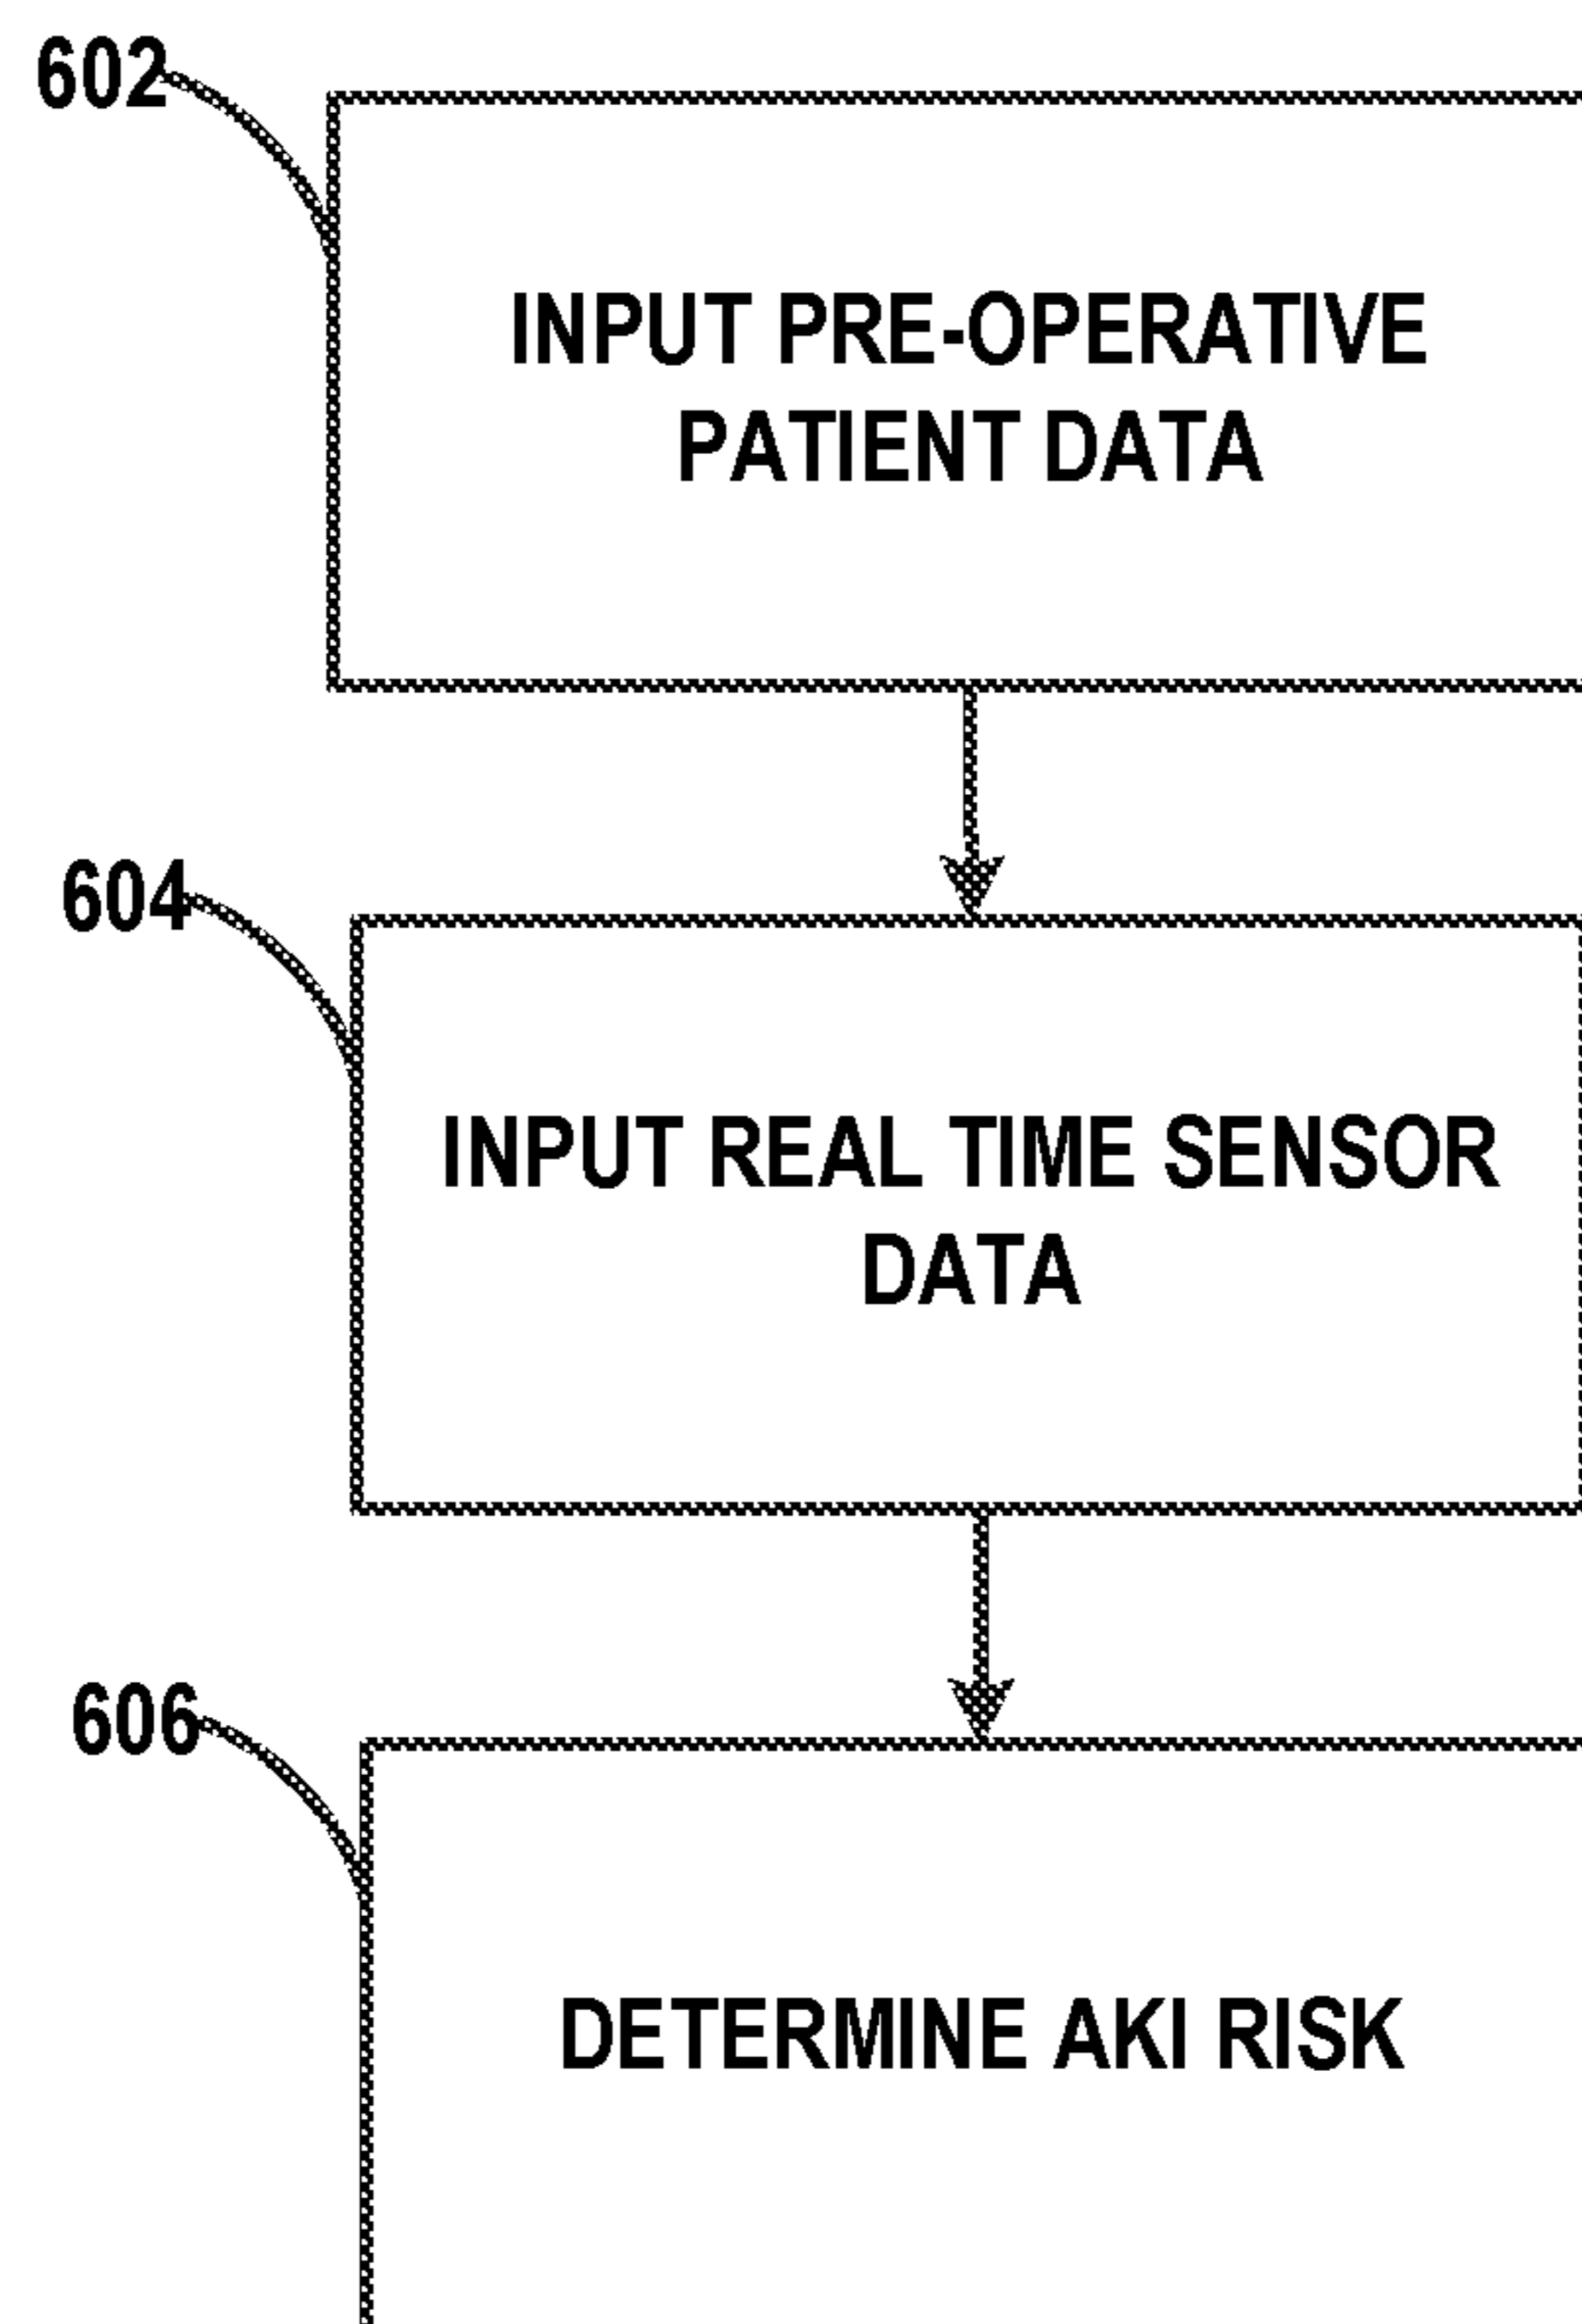 602
INPUT PRE-OPERATIVE
PATIENT DATA
604
INPUT REAL TIME SENSOR
DATA
606
DETERMINE AKI RISK